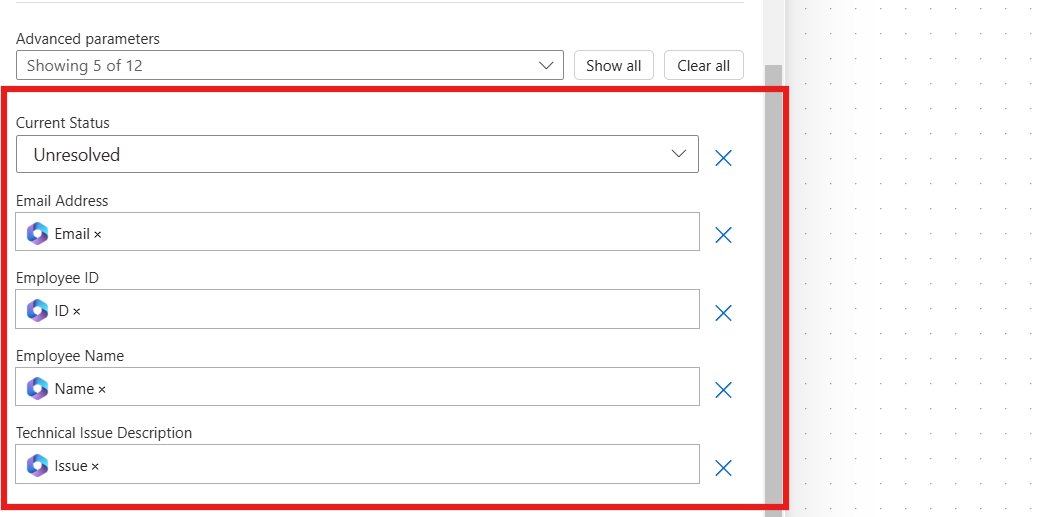 Advanced parameters
Showing 5 of 12
Show all
Clear all
Current Status
Unresolved
Email Address
Email ×
Employee ID
ID ×
Employee Name
Name ×
Technical Issue Description
Issue ×